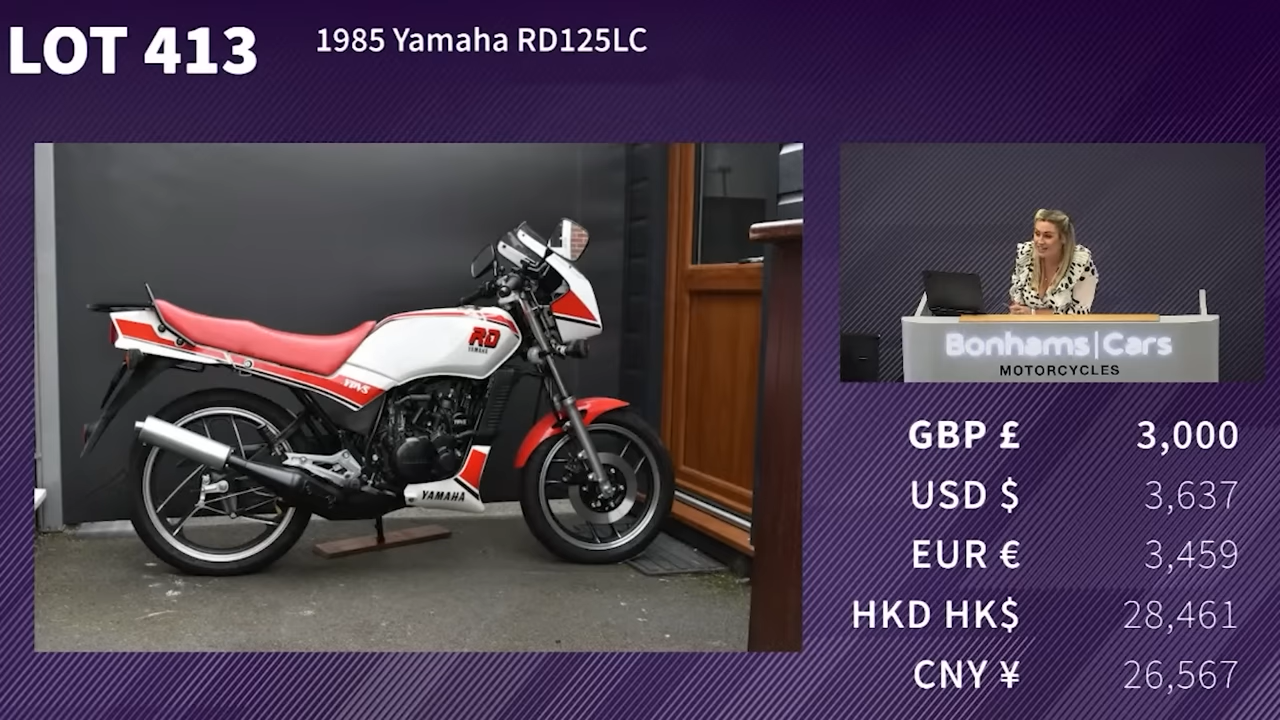 LOT 413
1985 Yamaha RD125LC
RD
YAMAHA
YPVS
YAMAHA
Bonhams|Cars
MOTORCYCLES
GBP £ 3,000
USD $ 3,637
EUR € 3,459
HKD HK$ 28,461
CNY ¥ 26,567